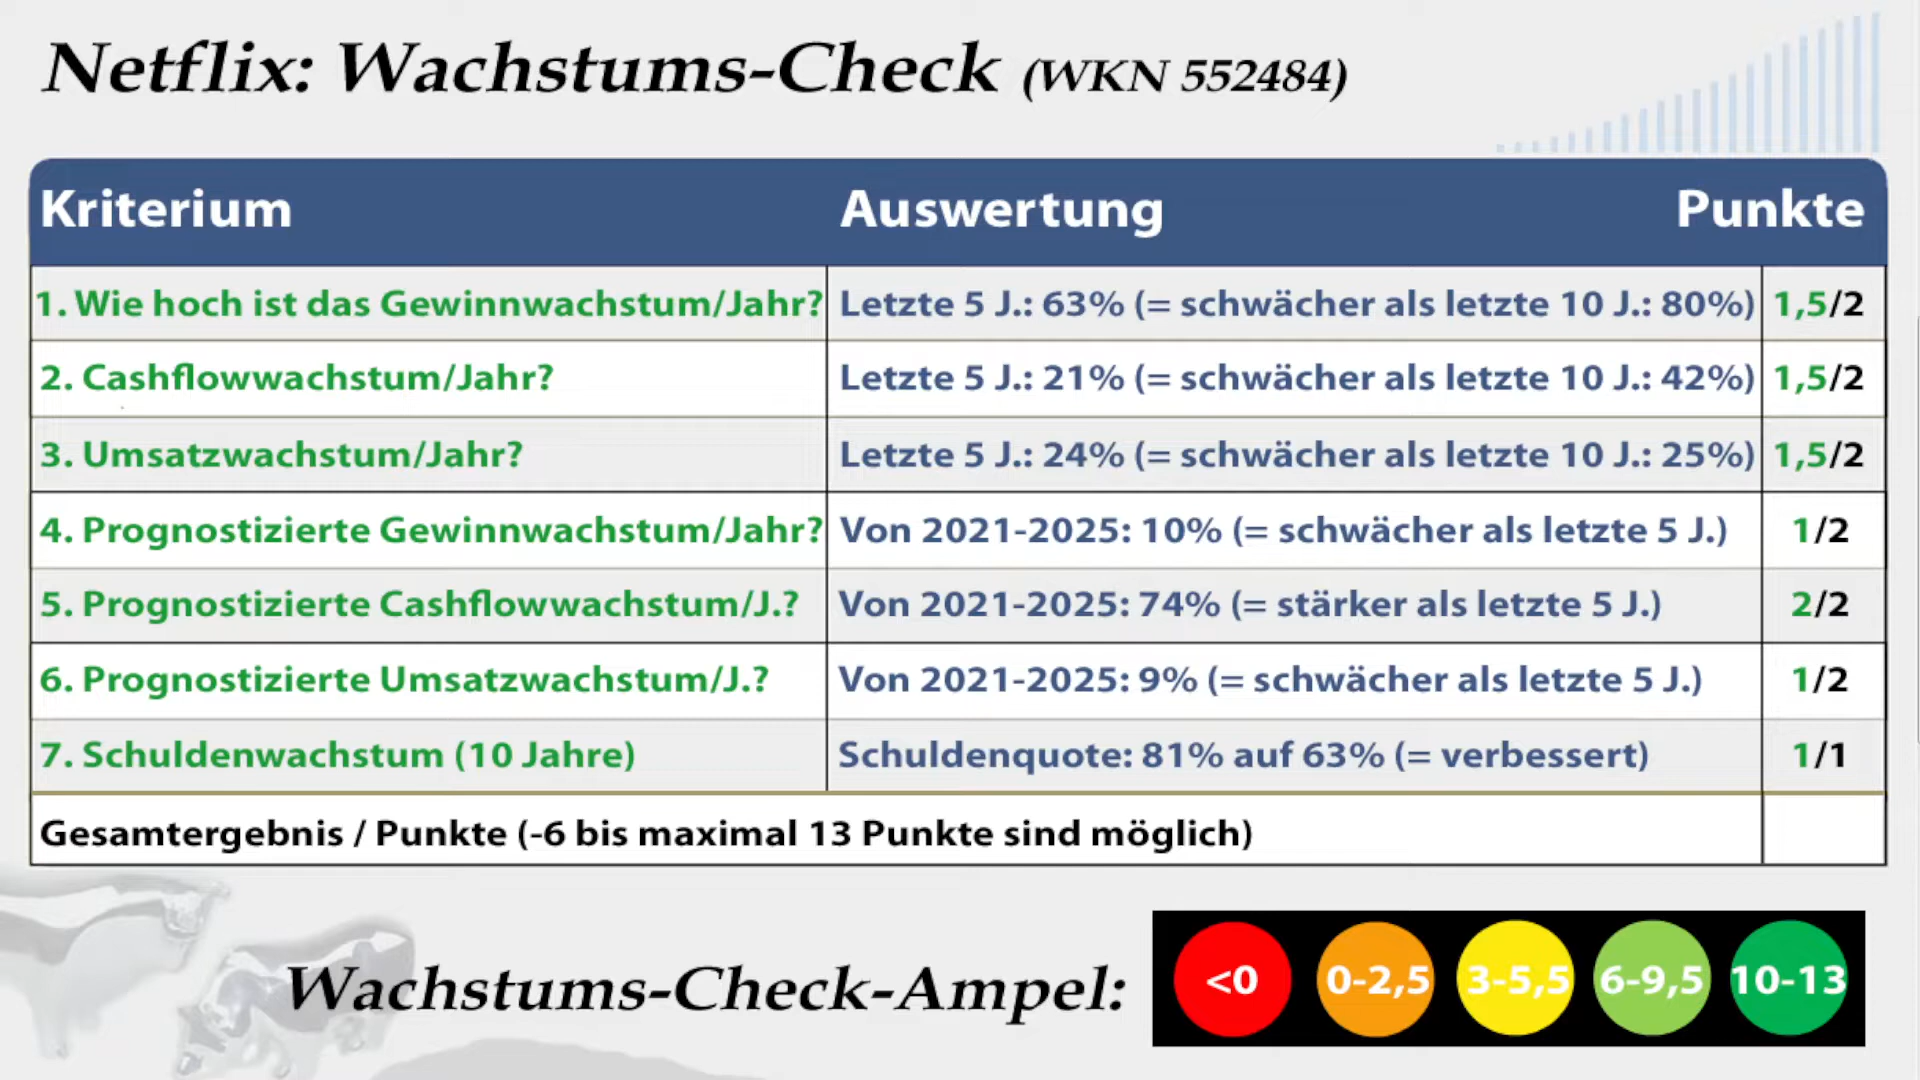 Netflix: Wachstums-Check (WKN 552484)
Kriterium Auswertung Punkte
1. Wie hoch ist das Gewinnwachstum/Jahr? Letzte 5 J.: 63% (= schwächer als letzte 10 J.: 80%) 1,5/2
2. Cashflowwachstum/Jahr? Letzte 5 J.: 21% (= schwächer als letzte 10 J.: 42%) 1,5/2
3. Umsatzwachstum/Jahr? Letzte 5 J.: 24% (= schwächer als letzte 10 J.: 25%) 1,5/2
4. Prognostizierte Gewinnwachstum/Jahr? Von 2021-2025: 10% (= schwächer als letzte 5 J.) 1/2
5. Prognostizierte Cashflowwachstum/J.? Von 2021-2025: 74% (= stärker als letzte 5 J.) 2/2
6. Prognostizierte Umsatzwachstum/J.? Von 2021-2025: 9% (= schwächer als letzte 5 J.) 1/2
7. Schuldenwachstum (10 Jahre) Schuldenquote: 81% auf 63% (= verbessert) 1/1
Gesamtergebnis / Punkte (-6 bis maximal 13 Punkte sind möglich)
Wachstums-Check-Ampel: <0 0-2,5 3-5,5 6-9,5 10-13